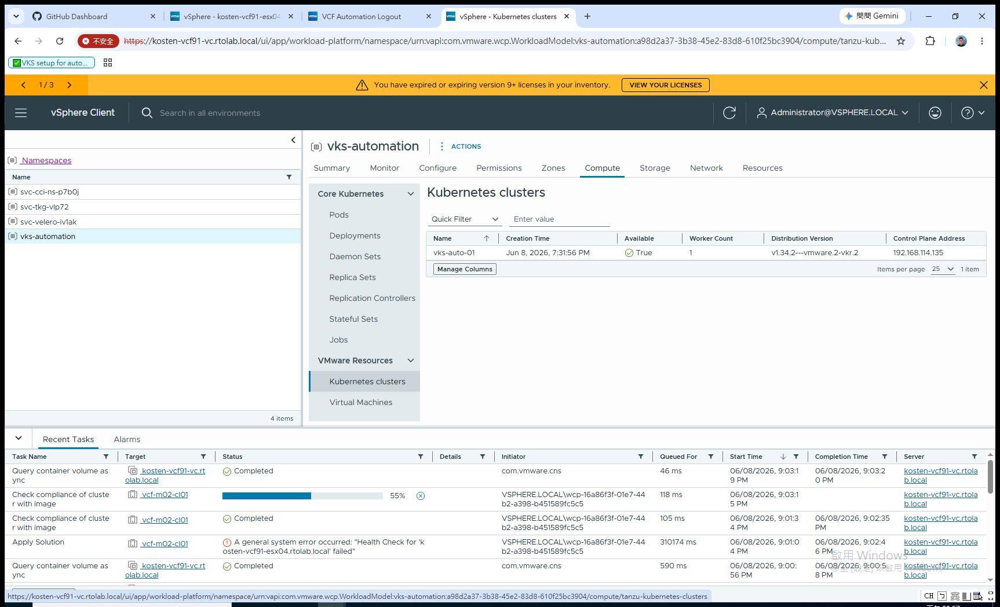 GitHub Dashboard
vSphere - kosten-vcf91-esx04
VCF Automation Logout
vSphere - Kubernetes clusters
問問 Gemini
不安全
https://kosten-vcf91-vc.rtolab.local/ui/app/workload-platform/namespace/urn:vapi:com.vmware.wcp.WorkloadModel:vks-automation:a98d2a37-3b38-45e2-83d8-610f25bc3904/compute/tanzu-kub...
VKS setup for auto...
1 / 3
You have expired or expiring version 9+ licenses in your inventory.
VIEW YOUR LICENSES
vSphere Client
Search in all environments
Administrator@VSPHERE.LOCAL
Namespaces
Name
svc-cci-ns-p7b0j
svc-tkg-vlp72
svc-velero-iv1ak
vks-automation
4 items
vks-automation
ACTIONS
Summary Monitor Configure Permissions Zones Compute Storage Network Resources
Core Kubernetes
Pods
Deployments
Daemon Sets
Replica Sets
Replication Controllers
Stateful Sets
Jobs
VMware Resources
Kubernetes clusters
Virtual Machines
Kubernetes clusters
Quick Filter Enter value
Name Creation Time Available Worker Count Distribution Version Control Plane Address
vks-auto-01 Jun 8, 2026, 7:31:56 PM True 1 v1.34.2---vmware.2-vkr.2 192.168.114.135
Manage Columns Items per page 25 1 item
Recent Tasks Alarms
Task Name Target Status Details Initiator Queued For Start Time Completion Time Server
Query container volume as kosten-vcf91-vc.rt Completed com.vmware.cns 46 ms 06/08/2026, 9:03:1 06/08/2026, 9:03:2 kosten-vcf91-vc.rtola
ync olab.local 9 PM 0 PM b.local
Check compliance of cluste vcf-m02-cl01 55% VSPHERE.LOCAL\wcp-16a86f3f-01e7-44 118 ms 06/08/2026, 9:03:1 kosten-vcf91-vc.rtola
r with image b2-a398-b451589fc5c5 5 PM b.local
Check compliance of cluste vcf-m02-cl01 Completed VSPHERE.LOCAL\wcp-16a86f3f-01e7-44 105 ms 06/08/2026, 9:01:3 06/08/2026, 9:02:35 kosten-vcf91-vc.rtola
r with image b2-a398-b451589fc5c5 4 PM PM b.local
Apply Solution vcf-m02-cl01 A general system error occurred: "Health Check for 'k VSPHERE.LOCAL\wcp-16a86f3f-01e7-44 310174 ms 06/08/2026, 9:01:0 06/08/2026, 9:02:4 kosten-vcf91-vc.rtola
osten-vcf91-esx04.rtolab.local' failed" b2-a398-b451589fc5c5 4 PM 6 PM b.local
Query container volume as kosten-vcf91-vc.rt Completed com.vmware.cns 590 ms 06/08/2026, 9:00: 06/08/2026, 9:00:5 kosten-vcf91-vc.rtola
ync olab.local 56 PM 8 PM b.local
啟用 Windows
https://kosten-vcf91-vc.rtolab.local/ui/app/workload-platform/namespace/urn:vapi:com.vmware.wcp.WorkloadModel:vks-automation:a98d2a37-3b38-45e2-83d8-610f25bc3904/compute/tanzu-kubernetes-clusters
CH ㄅ 英